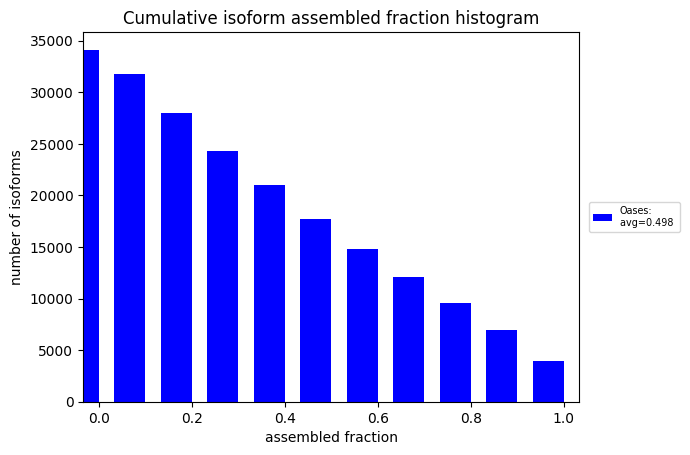 Cumulative isoform assembled fraction histogram
35000
30000
25000
20000
15000
10000
5000
0
number of isoforms
0.0 0.2 0.4 0.6 0.8 1.0
assembled fraction
Oases:
avg=0.498